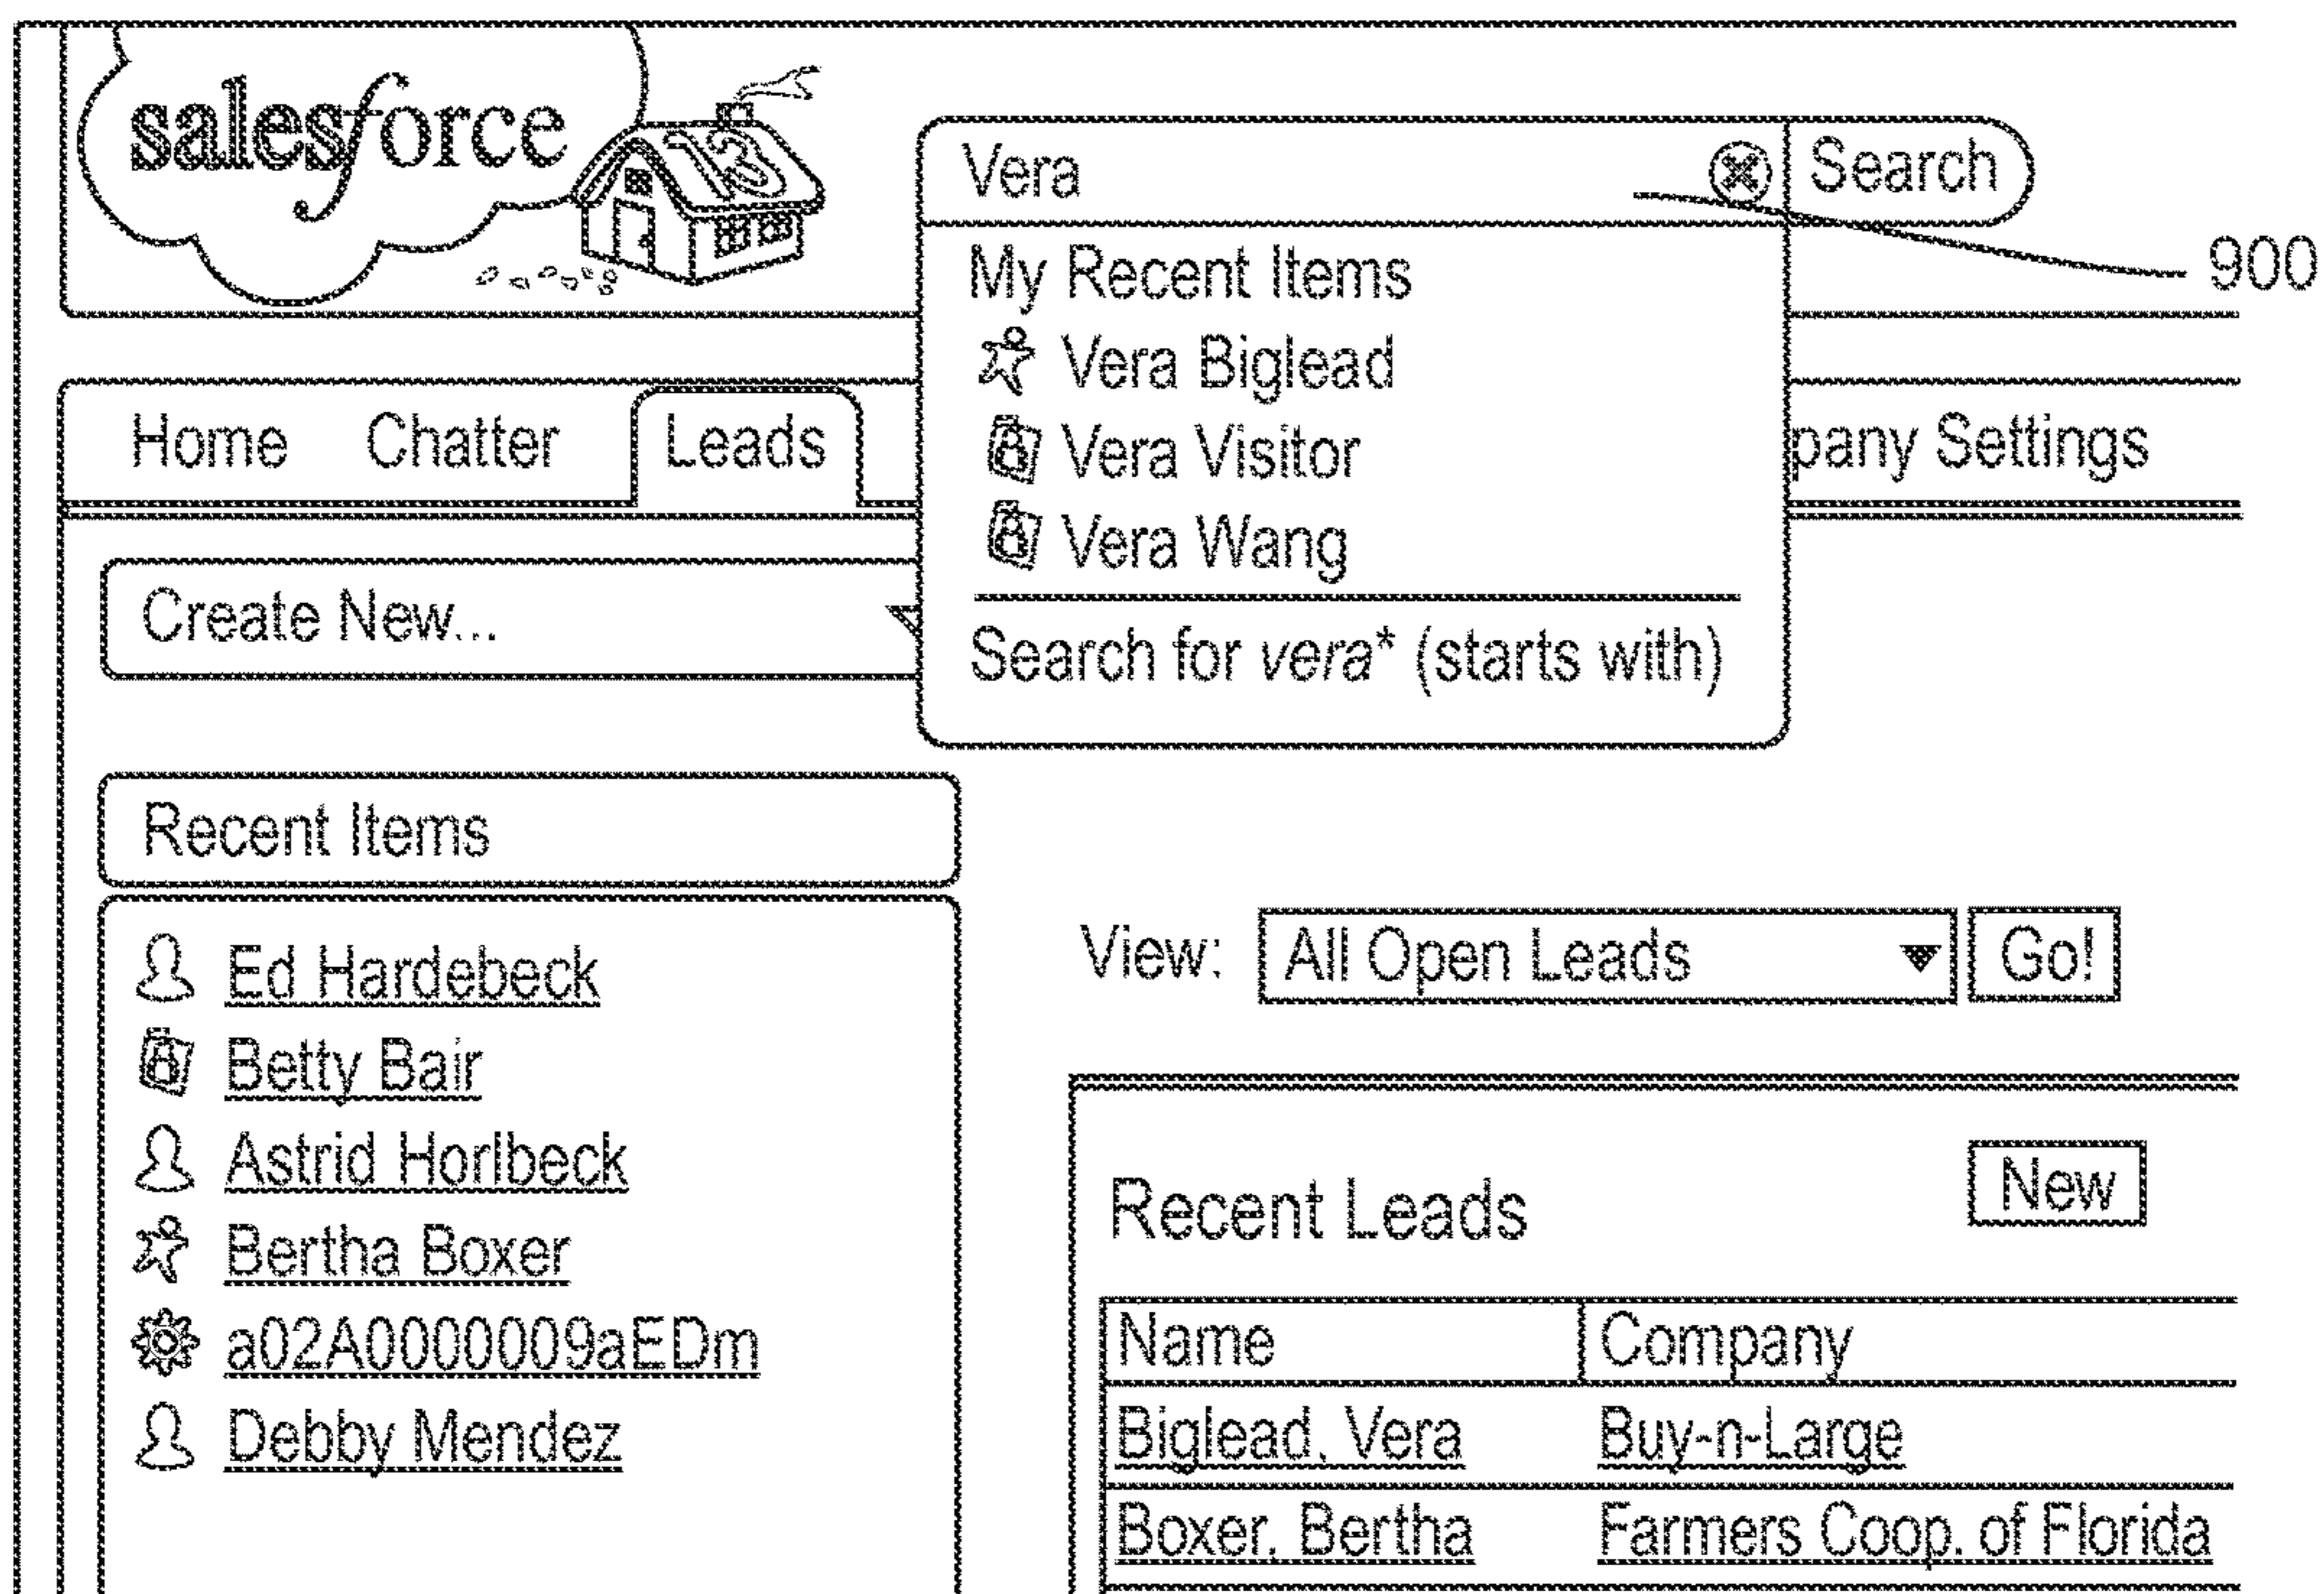 salesforce
13
Vera
Search
900
My Recent Items
Vera Biglead
Vera Visitor
Vera Wang
Search for vera* (starts with)
Home Chatter Leads pany Settings
Create New...
Recent Items
Ed Hardebeck
Betty Bair
Astrid Horlbeck
Bertha Boxer
a02A0000009aEDm
Debby Mendez
View: All Open Leads Go!
Recent Leads New
Name Company
Biglead, Vera Buy-n-Large
Boxer, Bertha Farmers Coop. of Florida